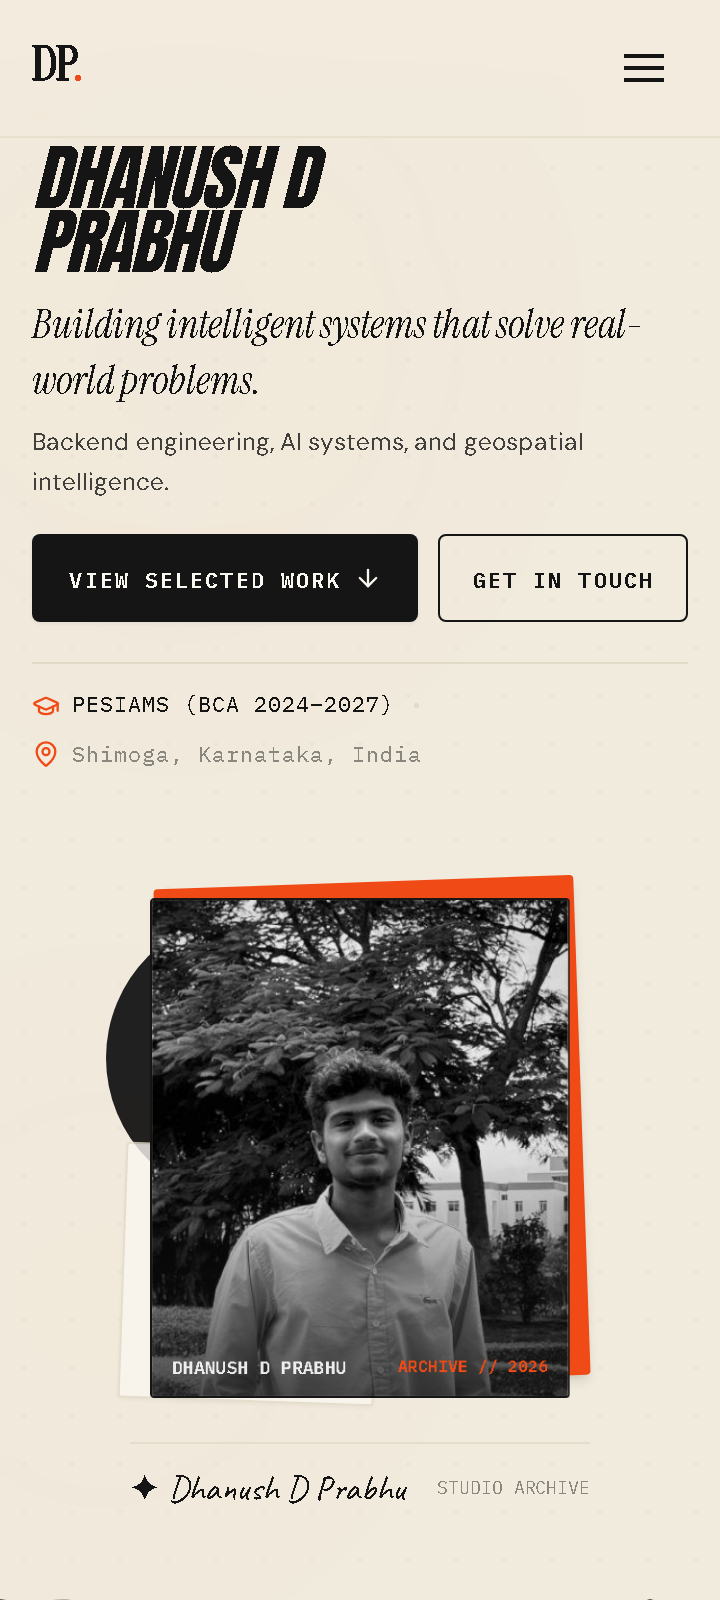 DP.
DHANUSH D
PRABHU
Building intelligent systems that solve real-
world problems.
Backend engineering, AI systems, and geospatial
intelligence.
VIEW SELECTED WORK ↓
GET IN TOUCH
PESIAMS (BCA 2024–2027)
Shimoga, Karnataka, India
DHANUSH D PRABHU
ARCHIVE // 2026
Dhanush D Prabhu
STUDIO ARCHIVE